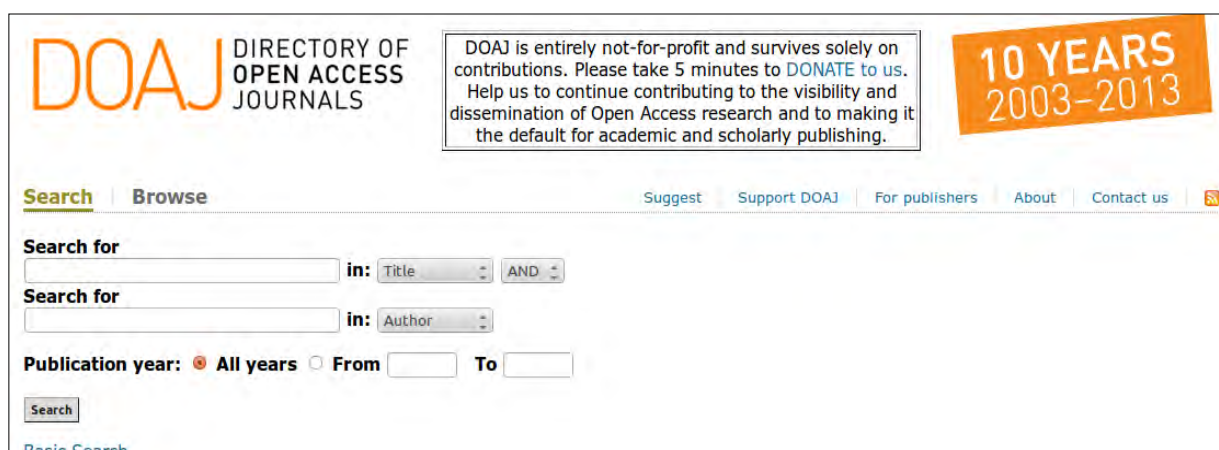 DOAJ DIRECTORY OF
OPEN ACCESS
JOURNALS
DOAJ is entirely not-for-profit and survives solely on
contributions. Please take 5 minutes to DONATE to us.
Help us to continue contributing to the visibility and
dissemination of Open Access research and to making it
the default for academic and scholarly publishing.
10 YEARS
2003–2013
Search Browse Suggest Support DOAJ For publishers About Contact us
Search for
in: Title AND
Search for
in: Author
Publication year: All years From To
Search
Basic Search